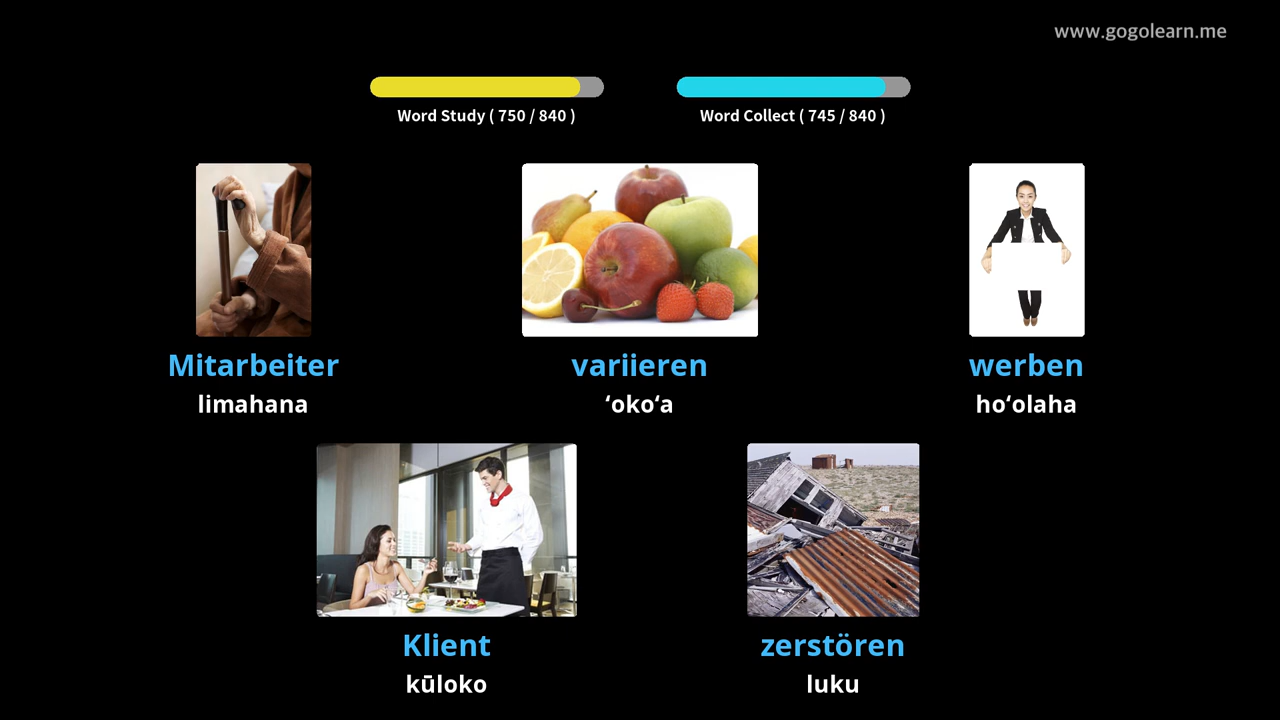 www.gogolearn.me
Word Study ( 750 / 840 )
Word Collect ( 745 / 840 )
Mitarbeiter
limahana
variieren
ʻokoʻa
werben
hoʻolaha
Klient
kūloko
zerstören
luku